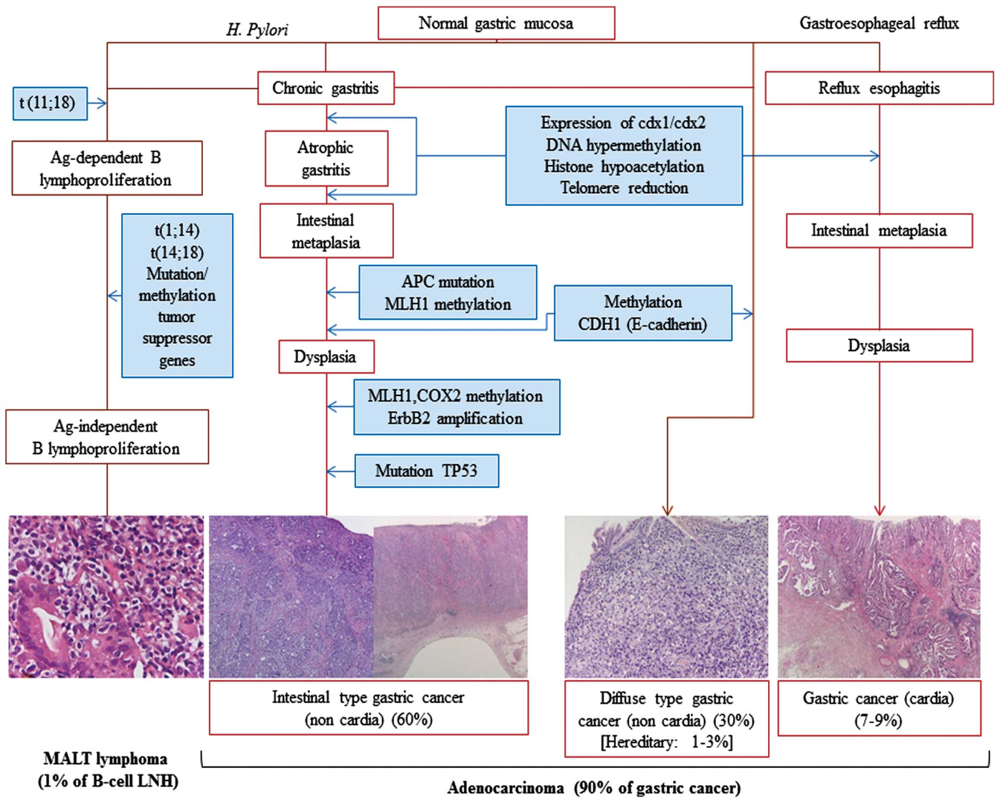 Normal gastric mucosa
H. Pylori
Gastroesophageal reflux
Chronic gastritis
Reflux esophagitis
t (11;18)
Expression of cdx1/cdx2
DNA hypermethylation
Histone hypoacetylation
Telomere reduction
Atrophic
gastritis
Ag-dependent B
lymphoproliferation
Intestinal
metaplasia
Intestinal metaplasia
t(1;14)
t(14;18)
Mutation/
methylation
tumor
suppressor
genes
APC mutation
MLH1 methylation
Methylation
CDH1 (E-cadherin)
Dysplasia
Dysplasia
MLH1,COX2 methylation
ErbB2 amplification
Ag-independent
B lymphoproliferation
Mutation TP53
Intestinal type gastric cancer
(non cardia) (60%)
Diffuse type gastric
cancer (non cardia) (30%)
[Hereditary: 1-3%]
Gastric cancer (cardia)
(7-9%)
MALT lymphoma
(1% of B-cell LNH)
Adenocarcinoma (90% of gastric cancer)